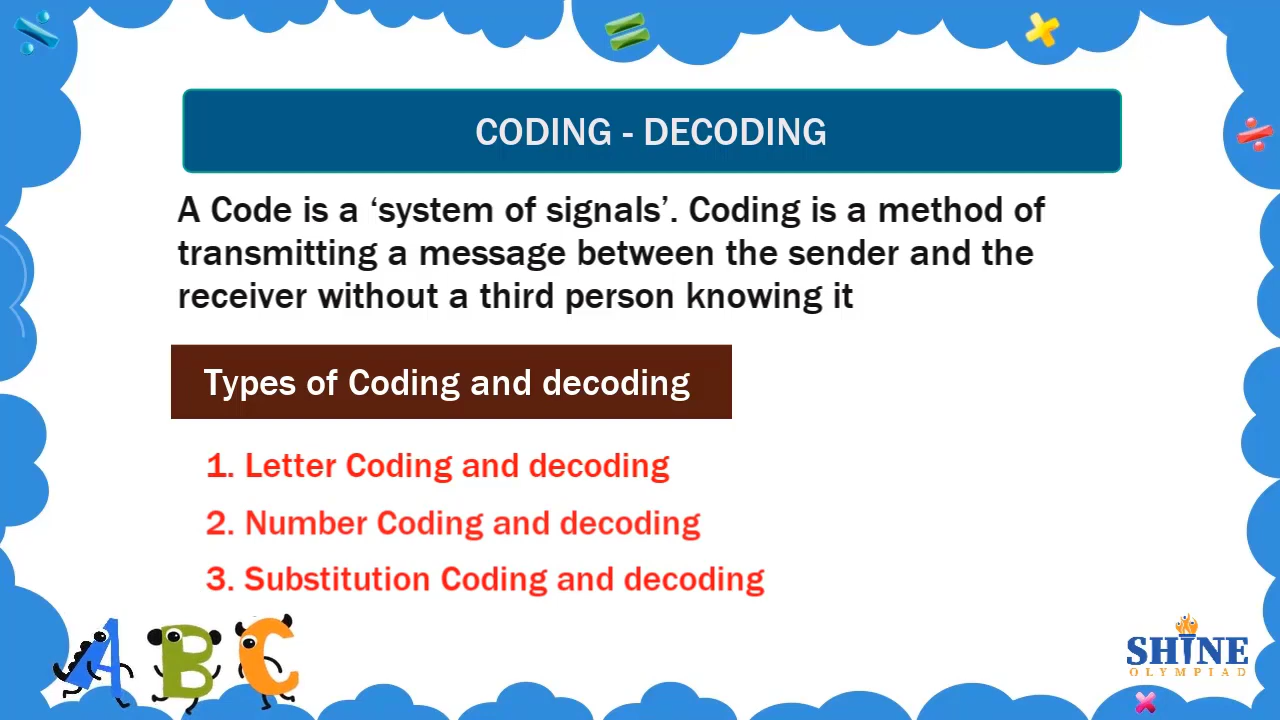 CODING - DECODING
A Code is a ‘system of signals’. Coding is a method of
transmitting a message between the sender and the
receiver without a third person knowing it
Types of Coding and decoding
1. Letter Coding and decoding
2. Number Coding and decoding
3. Substitution Coding and decoding
A B C
SHINE
OLYMPIAD